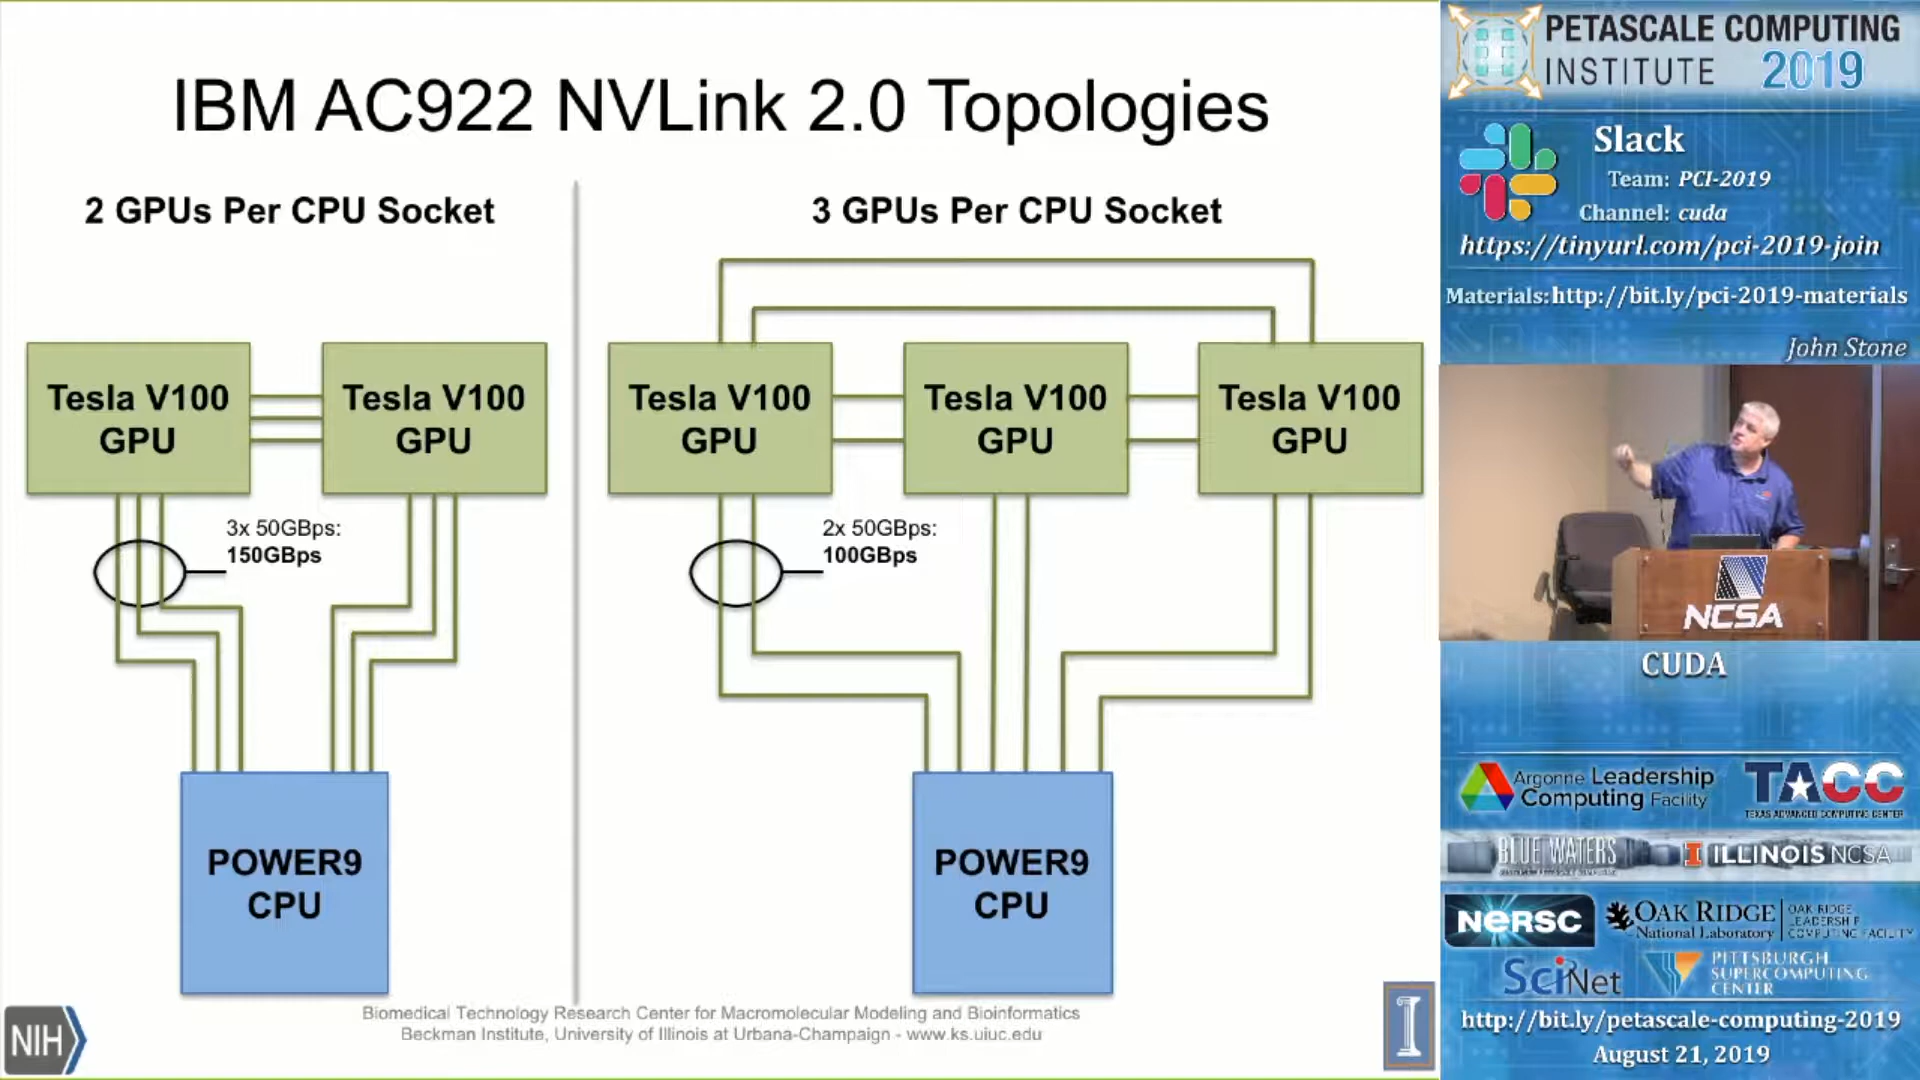 IBM AC922 NVLink 2.0 Topologies
2 GPUs Per CPU Socket
3 GPUs Per CPU Socket
Tesla V100
GPU
Tesla V100
GPU
3x 50GBps:
150GBps
POWER9
CPU
Tesla V100
GPU
Tesla V100
GPU
Tesla V100
GPU
2x 50GBps:
100GBps
POWER9
CPU
NIH
Biomedical Technology Research Center for Macromolecular Modeling and Bioinformatics
Beckman Institute, University of Illinois at Urbana-Champaign - www.ks.uiuc.edu
I
PETASCALE COMPUTING
INSTITUTE 2019
Slack
Team: PCI-2019
Channel: cuda
https://tinyurl.com/pci-2019-join
Materials:http://bit.ly/pci-2019-materials
John Stone
NCSA
CUDA
Argonne Leadership
Computing Facility
TACC
TEXAS ADVANCED COMPUTING CENTER
BLUE WATERS
I ILLINOIS NCSA
NERSC
OAK RIDGE
National Laboratory
OAK RIDGE
LEADERSHIP
COMPUTING FACILITY
SciNet
PITTSBURGH
SUPERCOMPUTING
CENTER
http://bit.ly/petascale-computing-2019
August 21, 2019